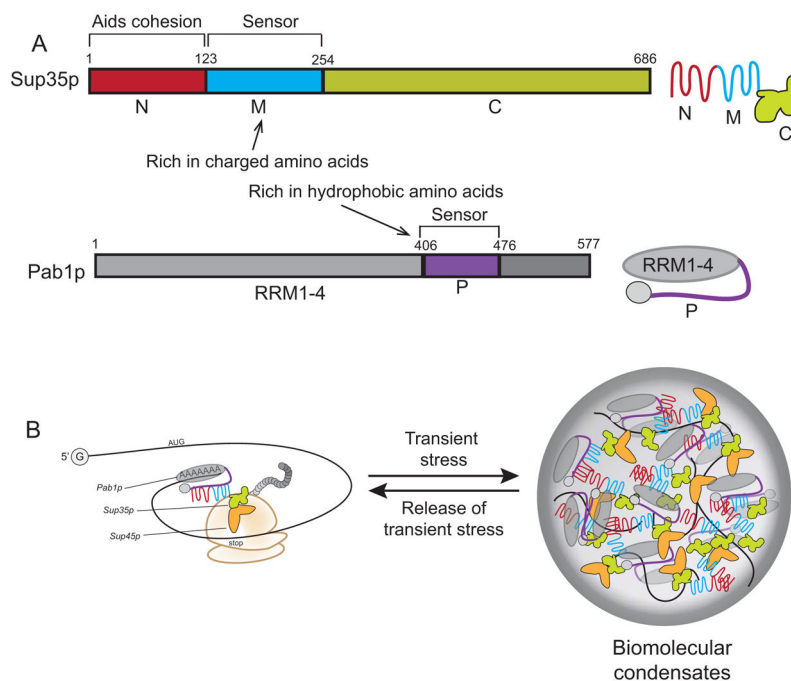 A
Aids cohesion
Sensor
1
123
254
686
Sup35p
N
M
C
N
M
C
Rich in charged amino acids
Rich in hydrophobic amino acids
Sensor
1
406
476
577
Pab1p
RRM1-4
P
RRM1-4
P
B
AUG
5' G
AAAAAAA
Pab1p
Sup35p
Sup45p
stop
Transient
stress
Release of
transient stress
Biomolecular
condensates